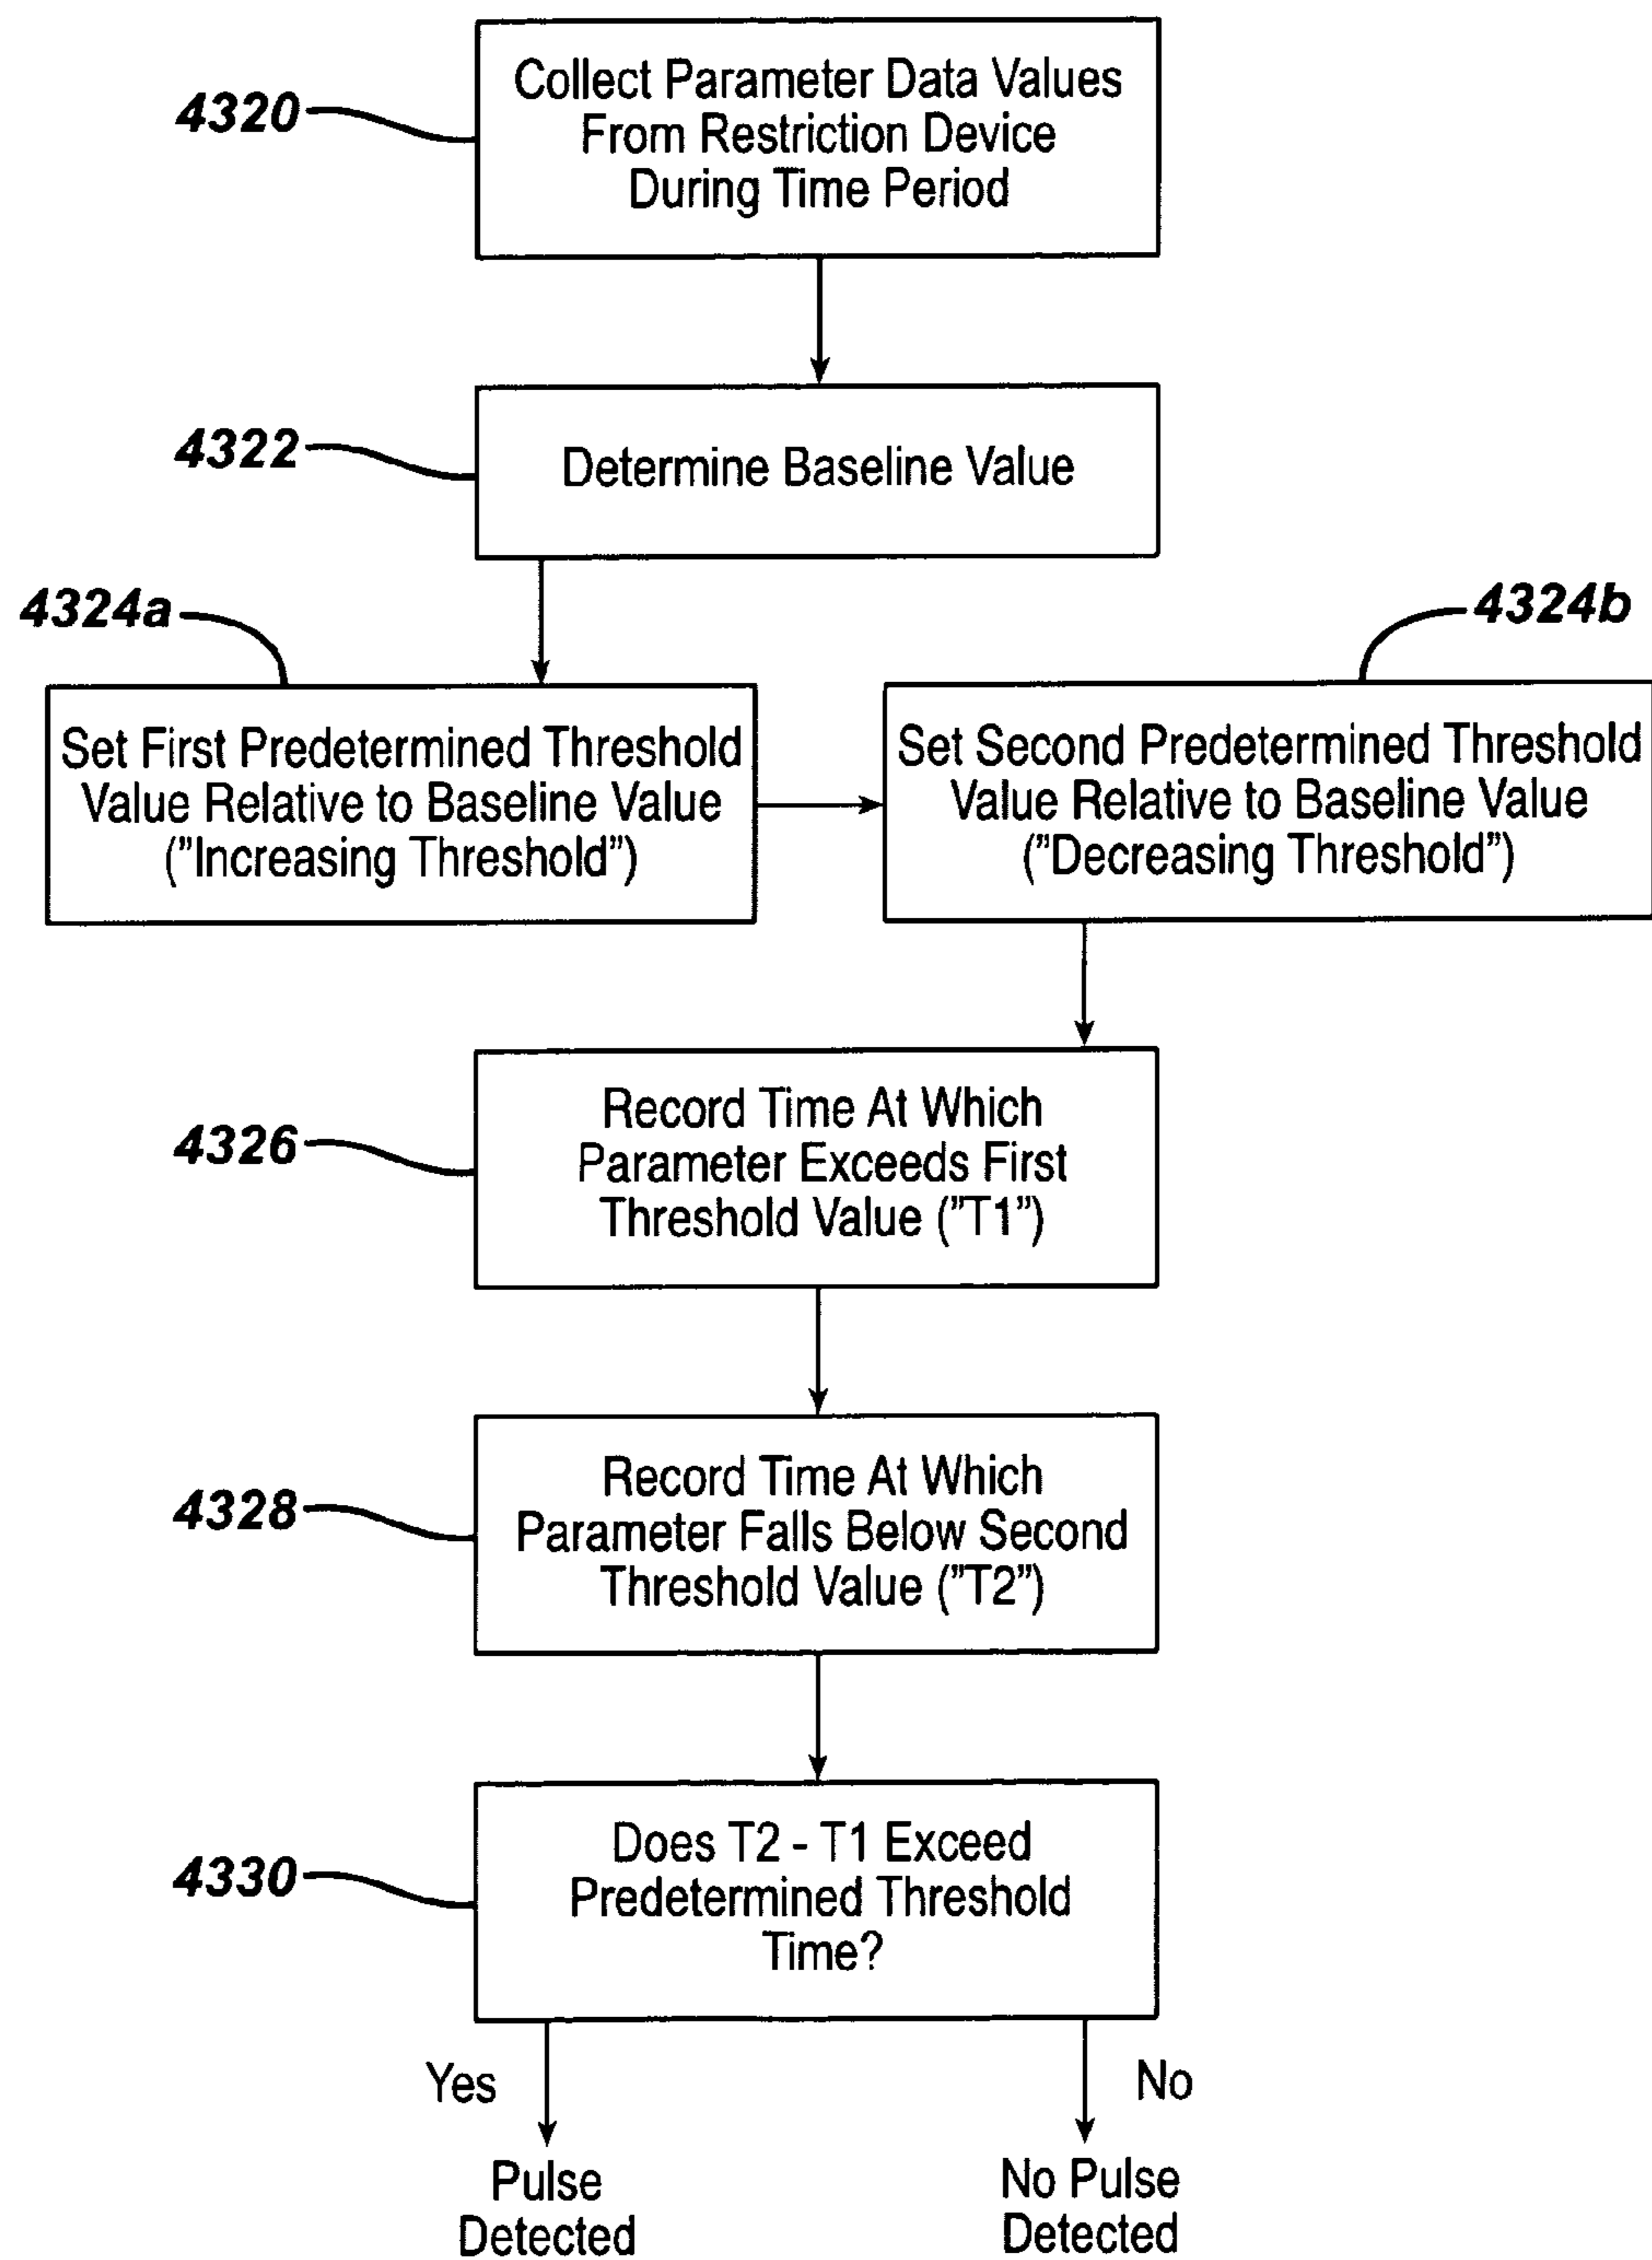 4320
Collect Parameter Data Values
From Restriction Device
During Time Period
4322
Determine Baseline Value
4324a
4324b
Set First Predetermined Threshold
Value Relative to Baseline Value
(”Increasing Threshold”)
Set Second Predetermined Threshold
Value Relative to Baseline Value
(”Decreasing Threshold”)
4326
Record Time At Which
Parameter Exceeds First
Threshold Value (”T1”)
4328
Record Time At Which
Parameter Falls Below Second
Threshold Value (”T2”)
4330
Does T2 - T1 Exceed
Predetermined Threshold
Time?
Yes
No
Pulse
Detected
No Pulse
Detected